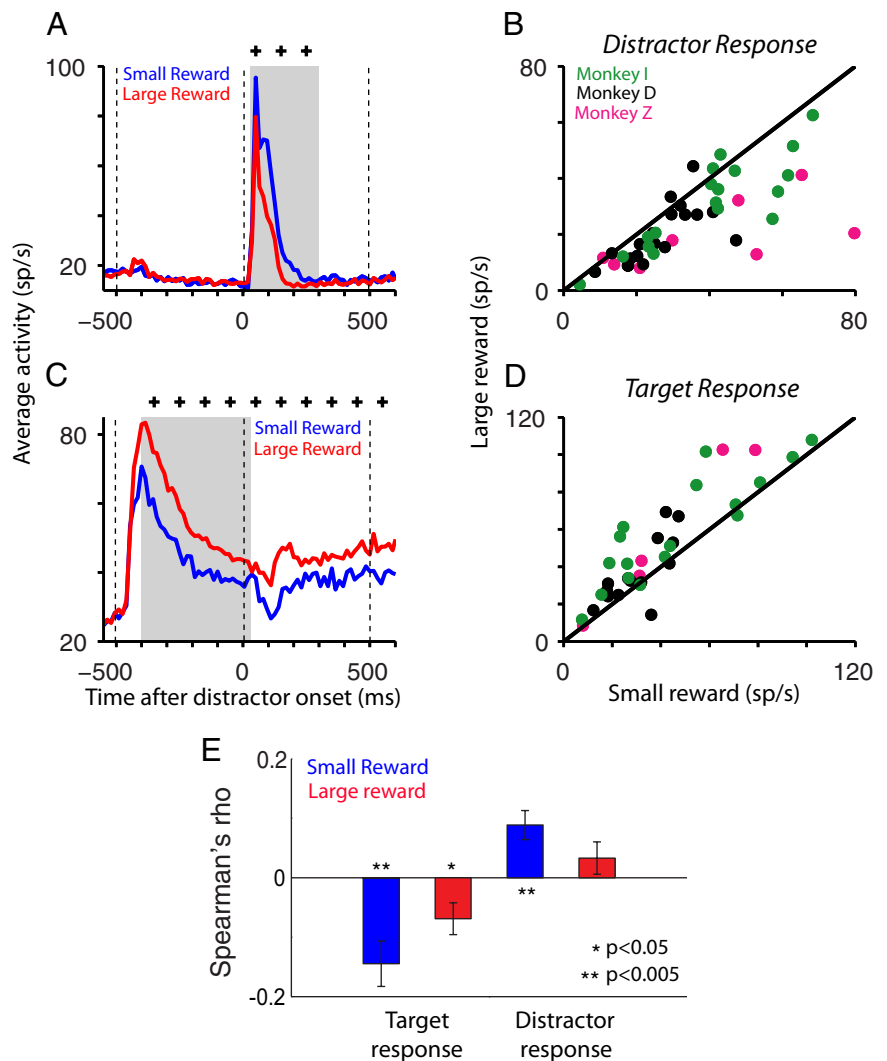 A
+ + +
100
Small Reward
Large Reward
20
−500
0
500
B
Distractor Response
80
Monkey I
Monkey D
Monkey Z
0
0
80
Average activity (sp/s)
Large reward (sp/s)
C
+ + + + + + + + + +
80
Small Reward
Large Reward
20
−500
0
500
Time after distractor onset (ms)
D
Target Response
120
0
0
120
Small reward (sp/s)
E
0.2
Small Reward
Large reward
Spearman's rho
** *
0
**
* p<0.05
** p<0.005
-0.2
Target
response
Distractor
response